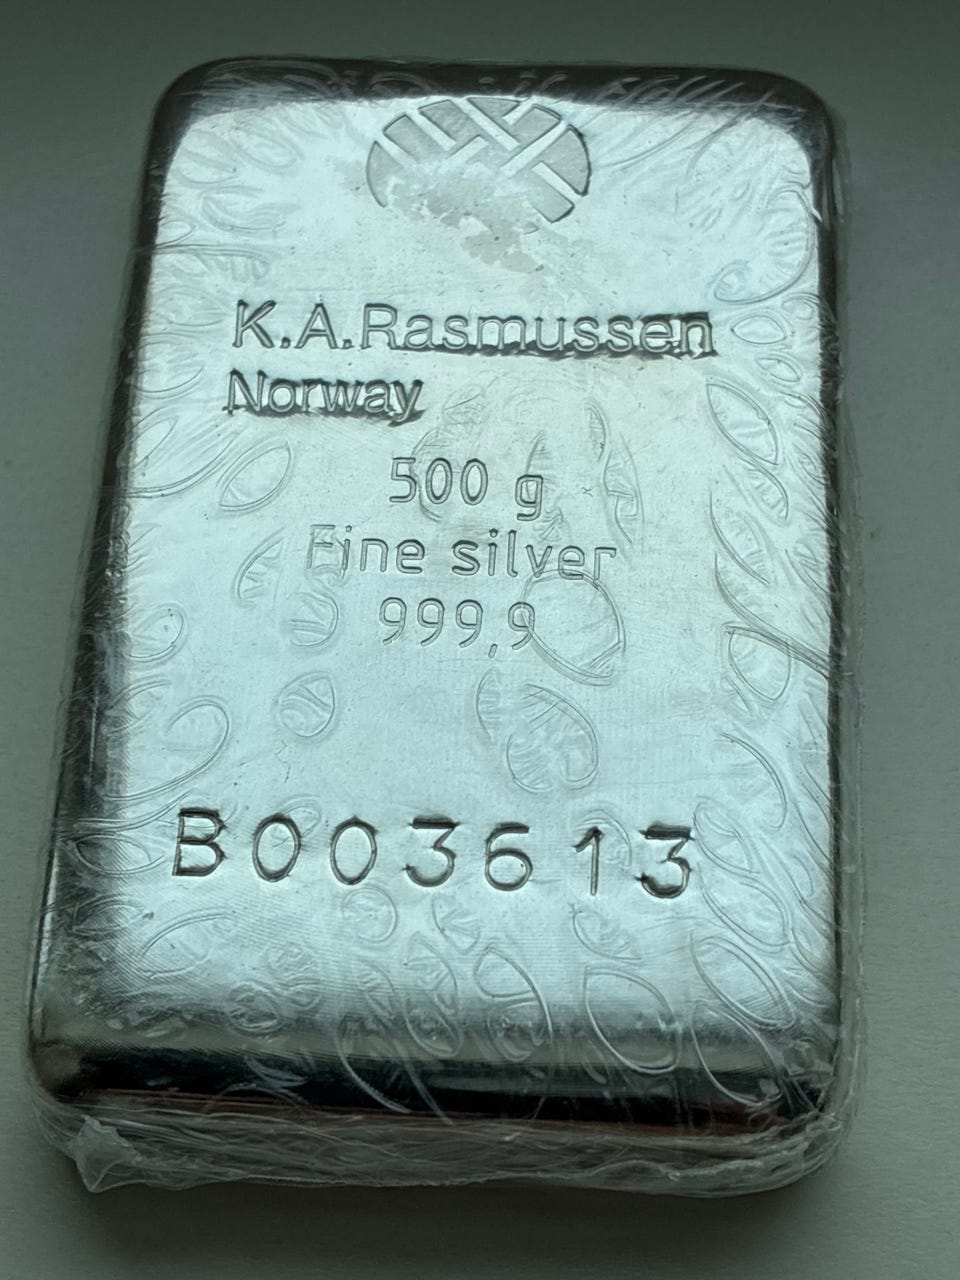 K.A.Rasmussen
Norway
500 g
Fine silver
999,9
B003613